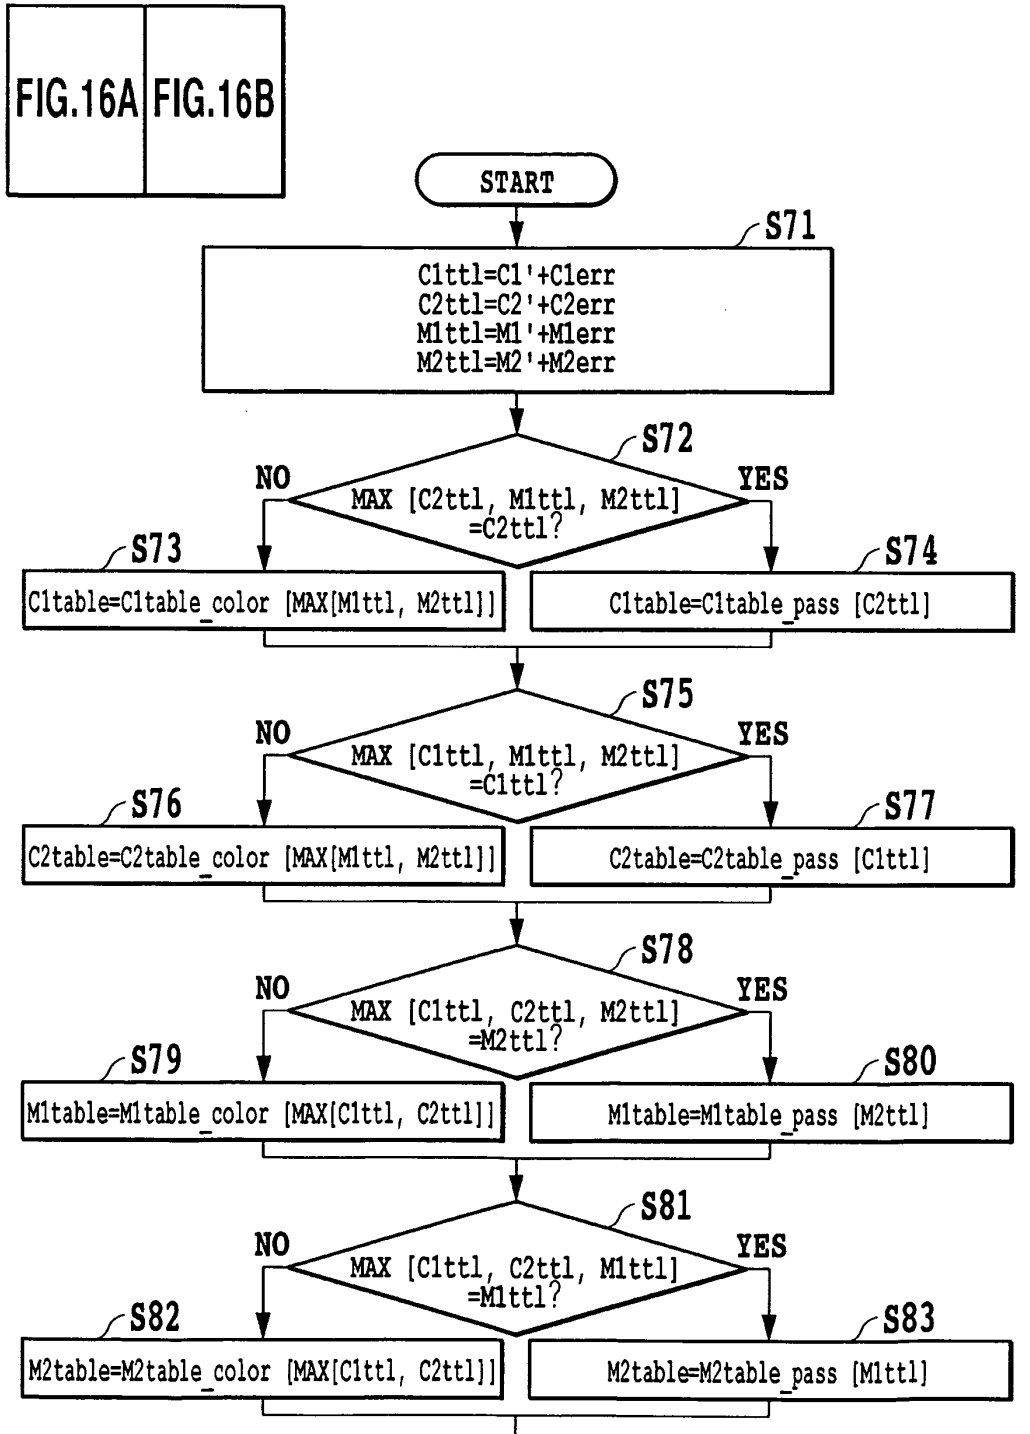 FIG.16A FIG.16B
START
S71
C1ttl=C1'+C1err
C2ttl=C2'+C2err
M1ttl=M1'+M1err
M2ttl=M2'+M2err
S72
NO
YES
MAX [C2ttl, M1ttl, M2ttl]
=C2ttl?
S73
S74
C1table=C1table_color [MAX[M1ttl, M2ttl]]
C1table=C1table_pass [C2ttl]
S75
NO
YES
MAX [C1ttl, M1ttl, M2ttl]
=C1ttl?
S76
S77
C2table=C2table_color [MAX[M1ttl, M2ttl]]
C2table=C2table_pass [C1ttl]
S78
NO
YES
MAX [C1ttl, C2ttl, M2ttl]
=M2ttl?
S79
S80
M1table=M1table_color [MAX[C1ttl, C2ttl]]
M1table=M1table_pass [M2ttl]
S81
NO
YES
MAX [C1ttl, C2ttl, M1ttl]
=M1ttl?
S82
S83
M2table=M2table_color [MAX[C1ttl, C2ttl]]
M2table=M2table_pass [M1ttl]